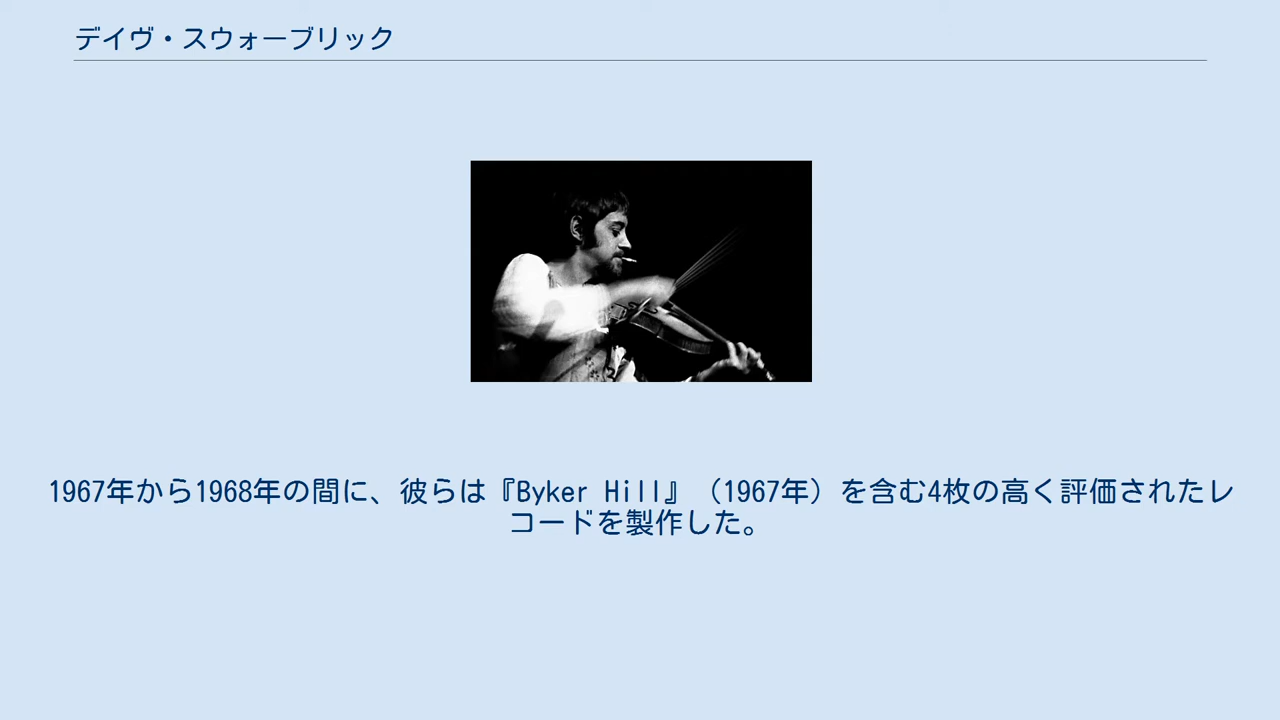 デイヴ・スウォーブリック
1967年から1968年の間に、彼らは『Byker Hill』（1967年）を含む4枚の高く評価されたレ
コードを製作した。